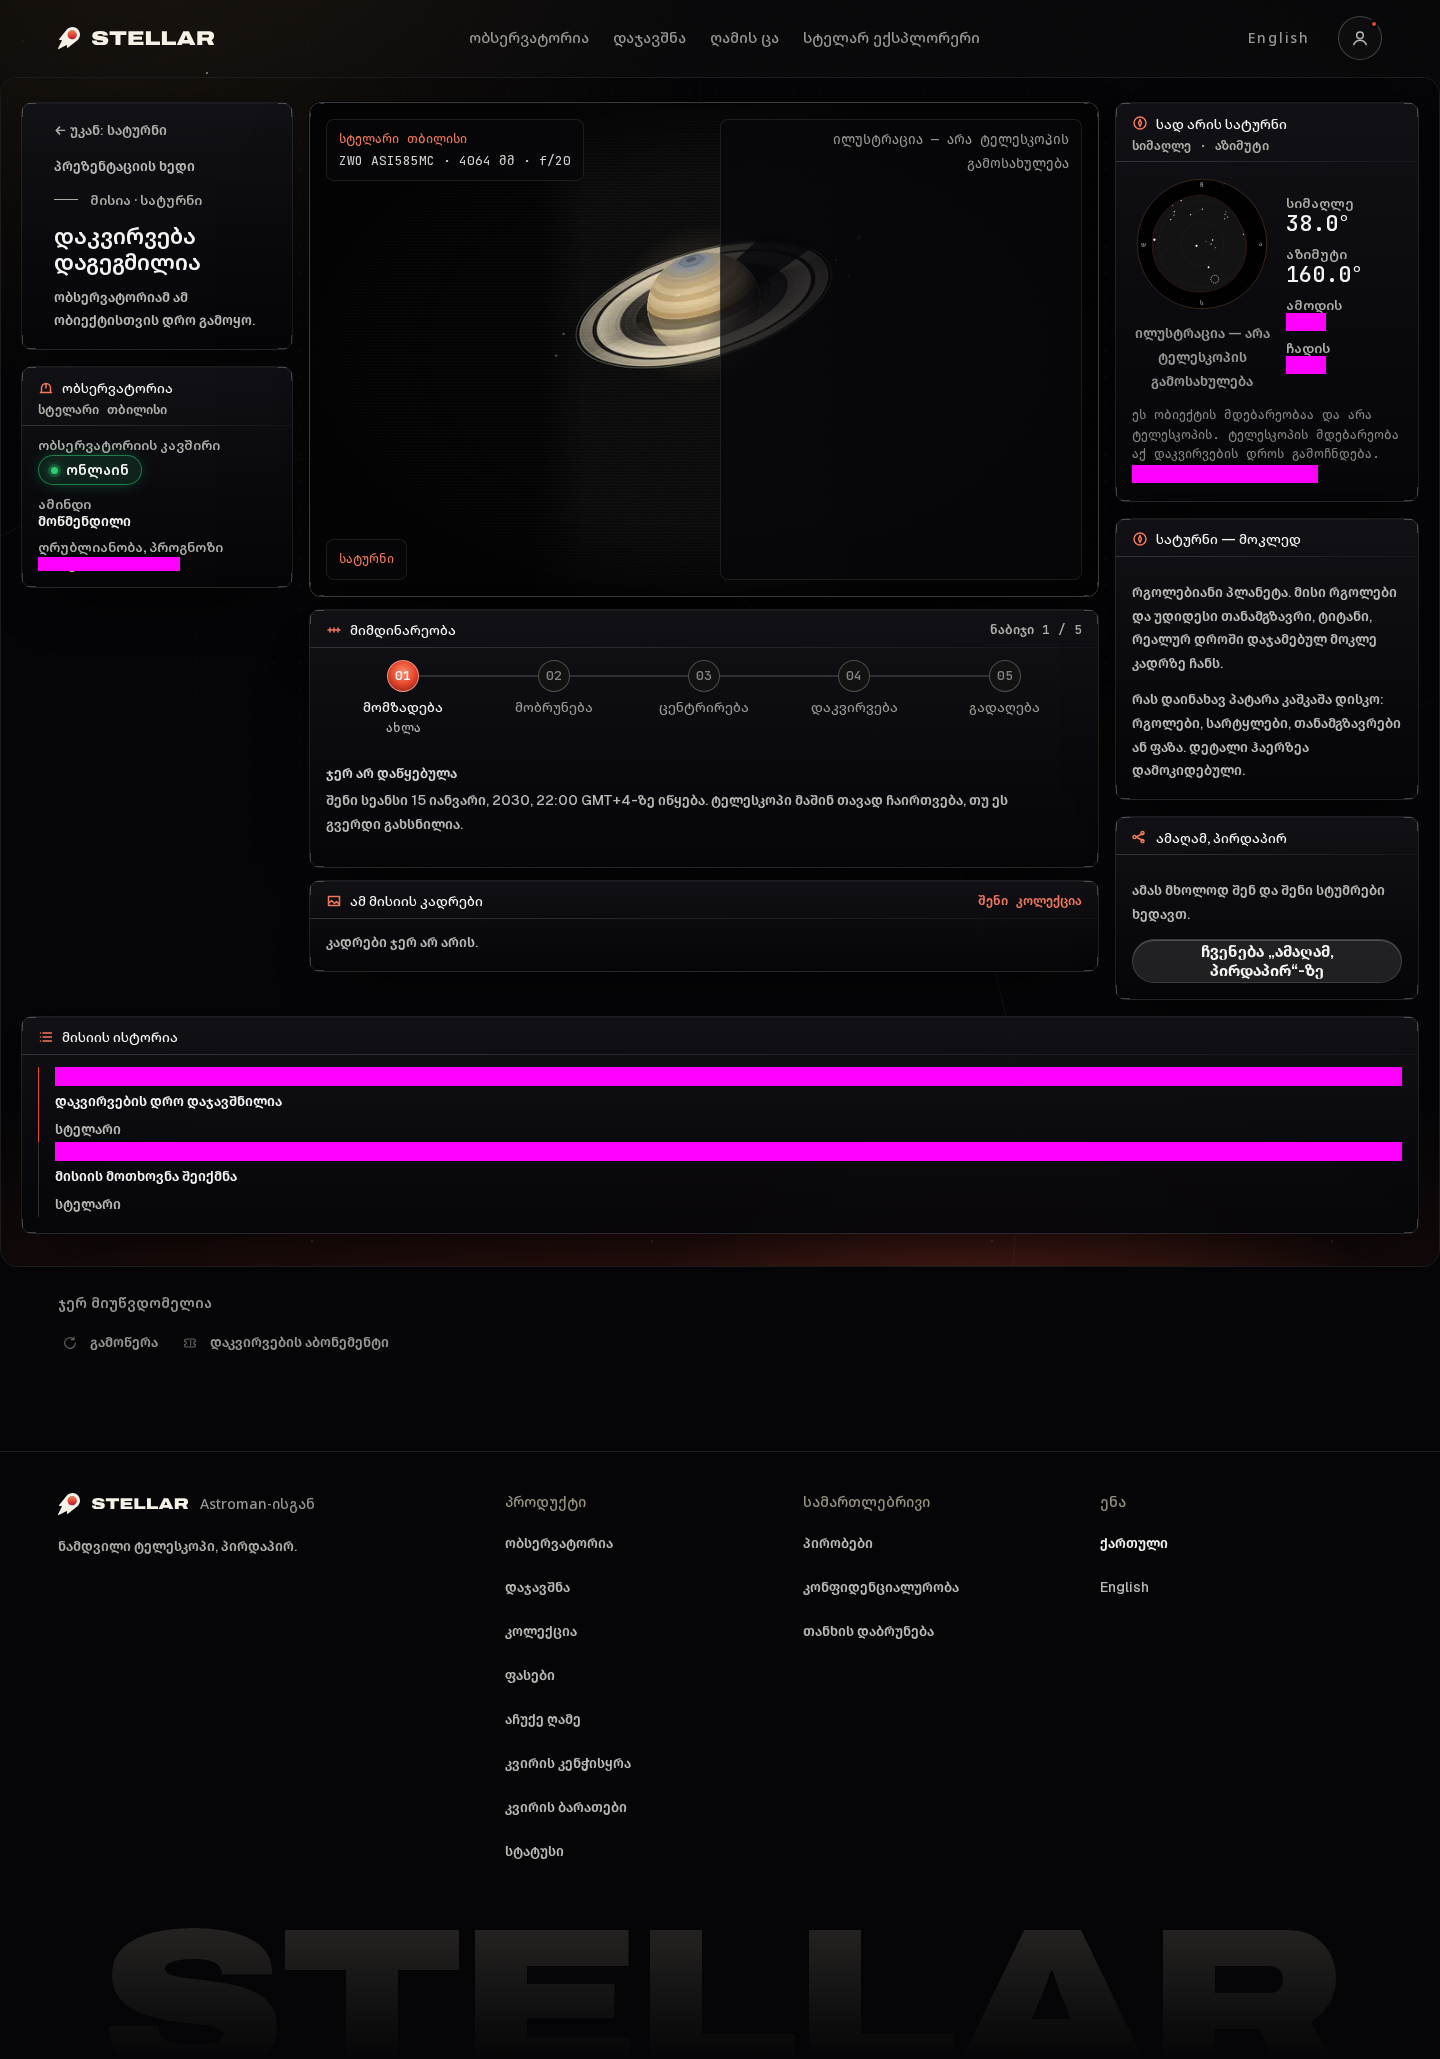 STELLAR
ობსერვატორია
დაჯავშნა
ღამის ცა
სტელარ ექსპლორერი
English
← უკან: სატურნი
პრეზენტაციის ხედი
მისია · სატურნი
დაკვირვება
დაგეგმილია
ობსერვატორიამ ამ
ობიექტისთვის დრო გამოყო.
ობსერვატორია
სტელარი თბილისი
ობსერვატორიის კავშირი
ონლაინ
ამინდი
მოწმენდილი
ღრუბლიანობა, პროგნოზი
სტელარი თბილისი
ZWO ASI585MC · 4064 მმ · f/20
ილუსტრაცია — არა ტელესკოპის
გამოსახულება
სატურნი
მიმდინარეობა
ნაბიჯი 1 / 5
01
02
03
04
05
მომზადება
მობრუნება
ცენტრირება
დაკვირვება
გადაღება
ახლა
ჯერ არ დაწყებულა
შენი სეანსი 15 იანვარი, 2030, 22:00 GMT+4-ზე იწყება. ტელესკოპი მაშინ თავად ჩაირთვება, თუ ეს
გვერდი გახსნილია.
ამ მისიის კადრები
შენი კოლექცია
კადრები ჯერ არ არის.
სად არის სატურნი
სიმაღლე · აზიმუტი
სიმაღლე
38.0°
აზიმუტი
160.0°
ამოდის
ჩადის
ილუსტრაცია — არა
ტელესკოპის
გამოსახულება
ეს ობიექტის მდებარეობაა და არა
ტელესკოპის. ტელესკოპის მდებარეობა
აქ დაკვირვების დროს გამოჩნდება.
სატურნი — მოკლედ
რგოლებიანი პლანეტა. მისი რგოლები
და უდიდესი თანამგზავრი, ტიტანი,
რეალურ დროში დაჯამებულ მოკლე
კადრზე ჩანს.
რას დაინახავ პატარა კაშკაშა დისკო:
რგოლები, სარტყლები, თანამგზავრები
ან ფაზა. დეტალი ჰაერზეა
დამოკიდებული.
ამაღამ, პირდაპირ
ამას მხოლოდ შენ და შენი სტუმრები
ხედავთ.
ჩვენება „ამაღამ,
პირდაპირ“-ზე
მისიის ისტორია
დაკვირვების დრო დაჯავშნილია
სტელარი
მისიის მოთხოვნა შეიქმნა
სტელარი
ჯერ მიუწვდომელია
გამოწერა
დაკვირვების აბონემენტი
STELLAR Astroman-ისგან
ნამდვილი ტელესკოპი, პირდაპირ.
პროდუქტი
ობსერვატორია
დაჯავშნა
კოლექცია
ფასები
აჩუქე ღამე
კვირის კენჭისყრა
კვირის ბარათები
სტატუსი
სამართლებრივი
პირობები
კონფიდენციალურობა
თანხის დაბრუნება
ენა
ქართული
English
STELLAR